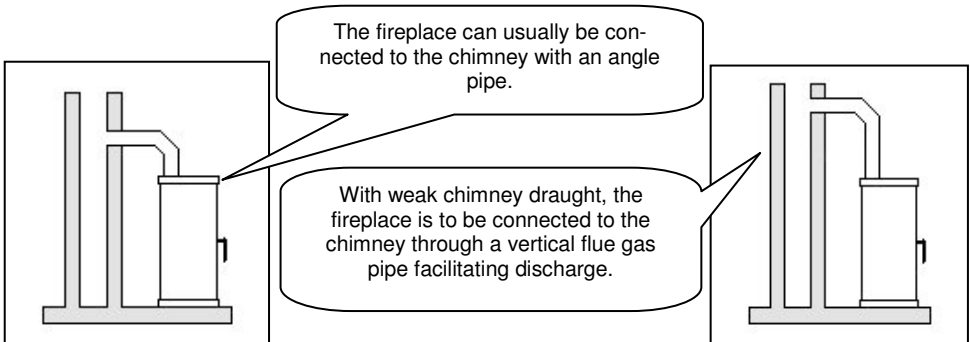 The fireplace can usually be con-
nected to the chimney with an angle
pipe.
With weak chimney draught, the
fireplace is to be connected to the
chimney through a vertical flue gas
pipe facilitating discharge.